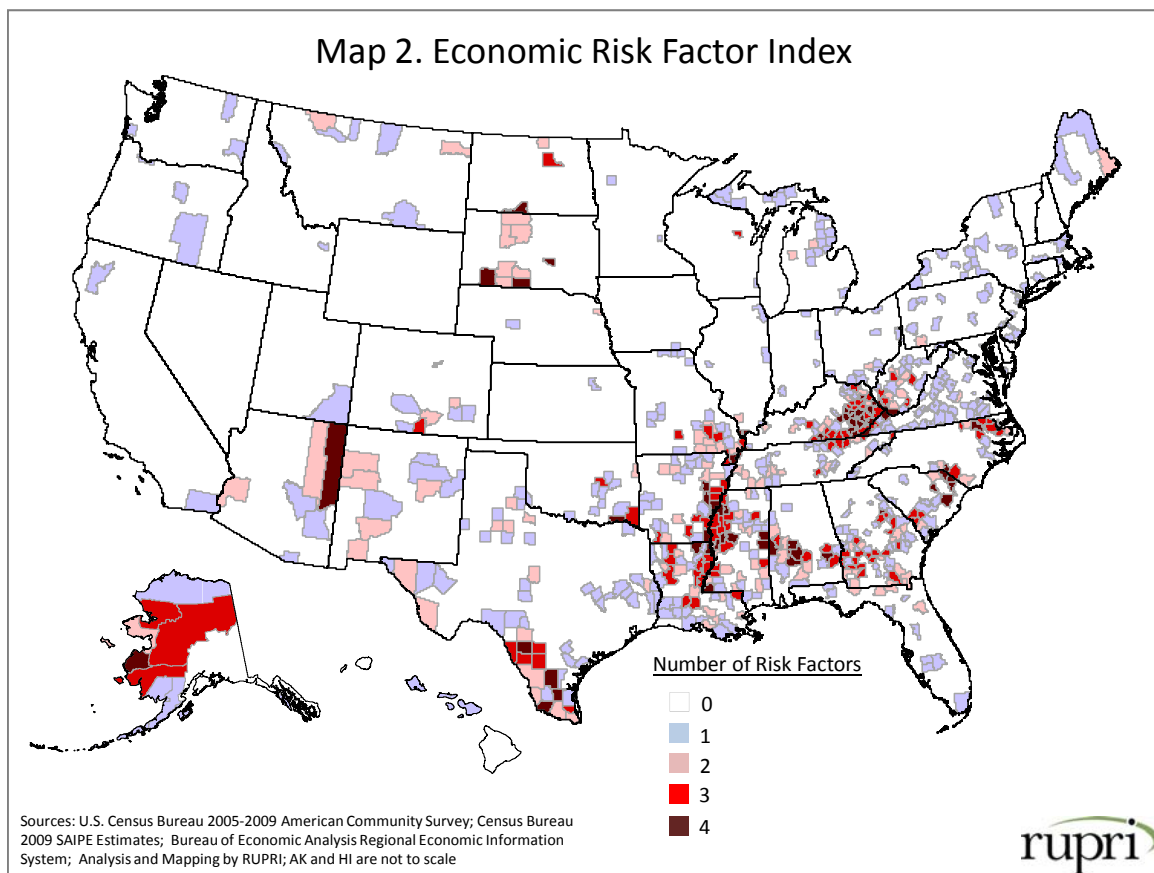 Map 2. Economic Risk Factor Index
Number of Risk Factors
0
1
2
3
4
Sources: U.S. Census Bureau 2005-2009 American Community Survey; Census Bureau
2009 SAIPE Estimates;  Bureau of Economic Analysis Regional Economic Information
System;  Analysis and Mapping by RUPRI; AK and HI are not to scale
rupri